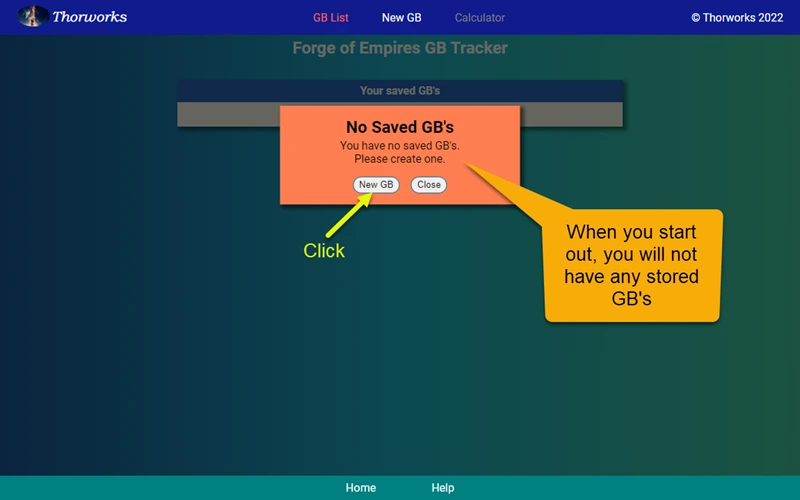 Thorworks
GB List
New GB
Calculator
© Thorworks 2022
Forge of Empires GB Tracker
Your saved GB's
No Saved GB's
You have no saved GB's.
Please create one.
New GB
Close
Click
When you start
out, you will not
have any stored
GB's
Home
Help